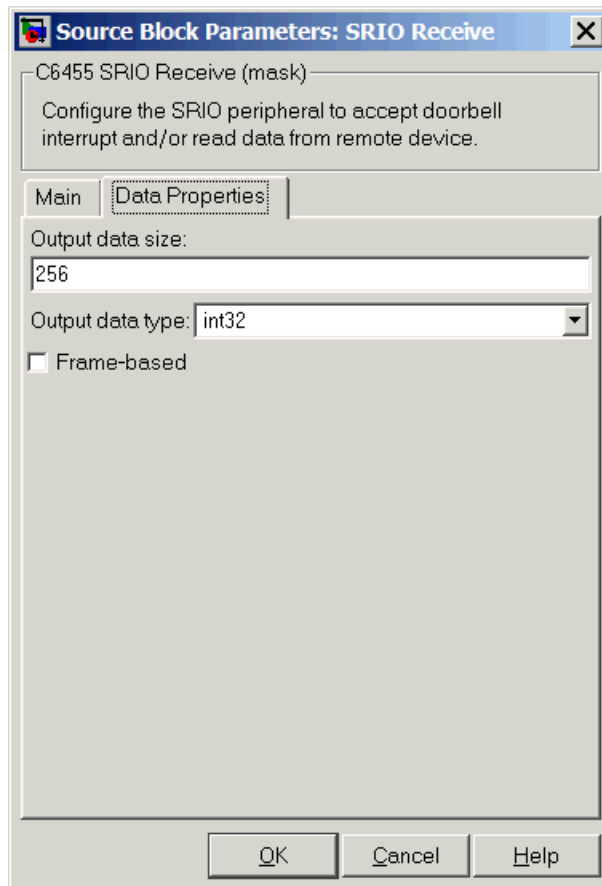 Source Block Parameters: SRIO Receive
C6455 SRIO Receive (mask)
Configure the SRIO peripheral to accept doorbell
interrupt and/or read data from remote device.
Main Data Properties
Output data size:
256
Output data type: int32
Frame-based
OK Cancel Help